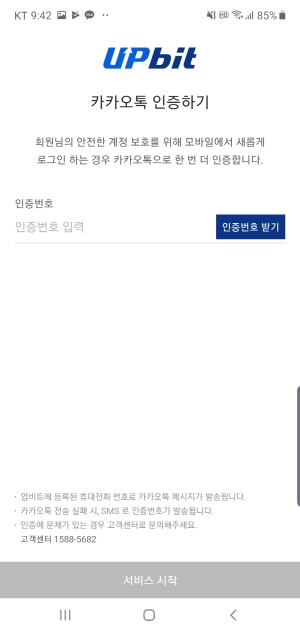 KT 9:42 85%
UPbit
카카오톡 인증하기
회원님의 안전한 계정 보호를 위해 모바일에서 새롭게
로그인 하는 경우 카카오톡으로 한 번 더 인증합니다.
인증번호
인증번호 입력
인증번호 받기
· 업비트에 등록된 휴대전화 번호로 카카오톡 메시지가 발송됩니다.
· 카카오톡 전송 실패 시, SMS 로 인증번호가 발송됩니다.
· 인증에 문제가 있는 경우 고객센터로 문의해주세요.
고객센터 1588-5682
서비스 시작